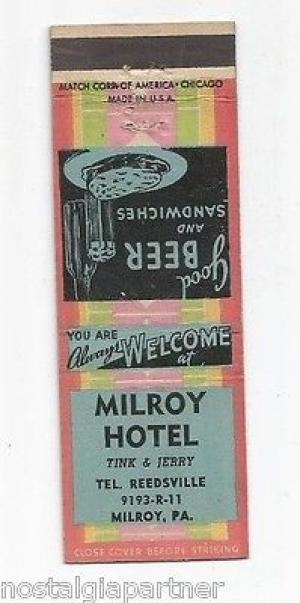 MATCH CORP. OF AMERICA • CHICAGO
MADE IN U.S.A.
Good
BEER
AND
SANDWICHES
YOU ARE
Always WELCOME at
MILROY
HOTEL
TINK & JERRY
TEL. REEDSVILLE
9193-R-11
MILROY, PA.
CLOSE COVER BEFORE STRIKING
nostalgiapartner